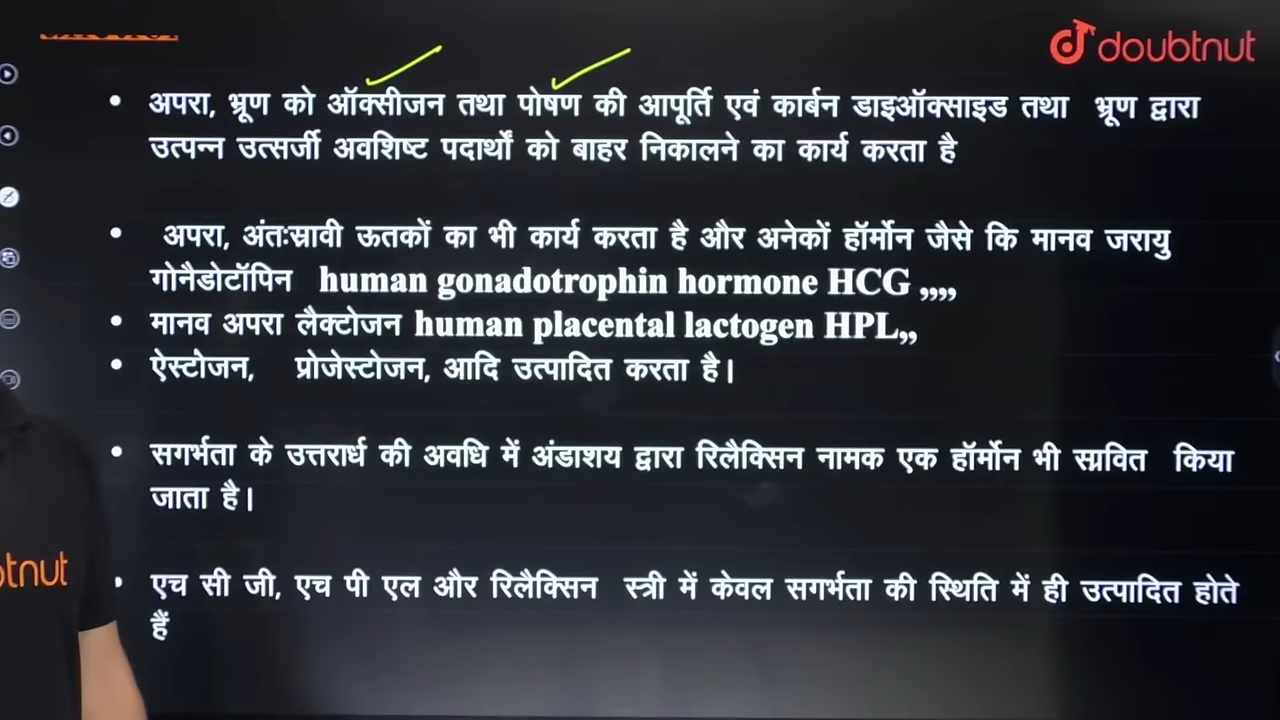 doubtnut
• अपरा, भ्रूण को ऑक्सीजन तथा पोषण की आपूर्ति एवं कार्बन डाइऑक्साइड तथा भ्रूण द्वारा
उत्पन्न उत्सर्जी अवशिष्ट पदार्थों को बाहर निकालने का कार्य करता है
• अपरा, अंतःस्रावी ऊतकों का भी कार्य करता है और अनेकों हॉर्मोन जैसे कि मानव जरायु
गोनैडोटॉपिन human gonadotrophin hormone HCG ,,,,
• मानव अपरा लैक्टोजन human placental lactogen HPL,,
• ऐस्टोजन, प्रोजेस्टोजन, आदि उत्पादित करता है।
• सगर्भता के उत्तरार्ध की अवधि में अंडाशय द्वारा रिलैक्सिन नामक एक हॉर्मोन भी स्रावित किया
जाता है।
• एच सी जी, एच पी एल और रिलैक्सिन स्त्री में केवल सगर्भता की स्थिति में ही उत्पादित होते
हैं
btnut